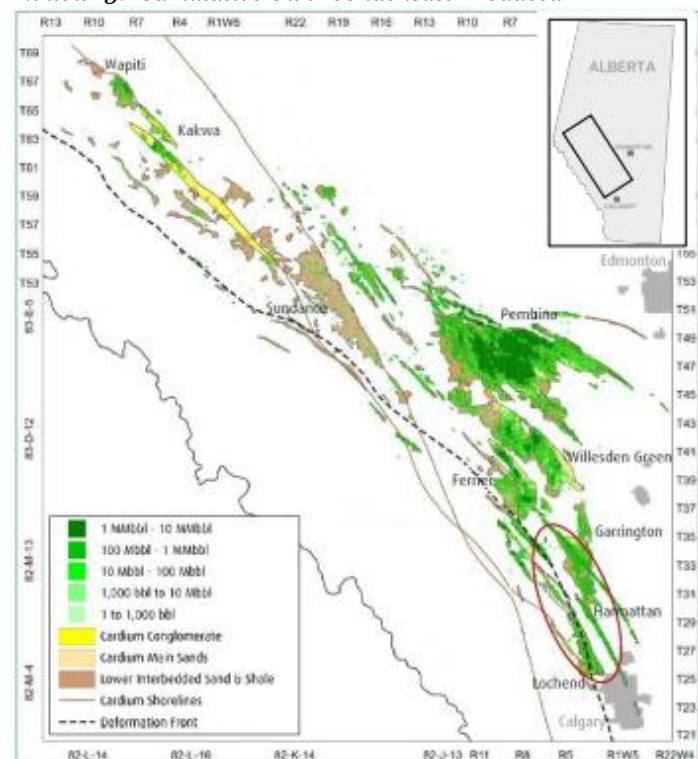 R13 R10 R7 R4 R1W6 R22 R19 R16 R13 R10 R7
T69
T67
T65
T63
T61
T59
T57
T55
T53
83-E-5
83-D-12
82-M-13
82-M-4
Wapiti
Kakwa
Sundance
Pembina
Willesden Green
Ferrier
Garrington
Harmattan
Lochend
Calgary
Edmonton
ALBERTA
EDMONTON
CALGARY
T55
T53
T51
T49
T47
T45
T43
T41
T39
T37
T35
T33
T31
T29
T27
T25
T23
T21
1 MMbbl - 10 MMbbl
100 Mbbl - 1 MMbbl
10 Mbbl - 100 Mbbl
1,000 bbl to 10 Mbbl
1 to 1,000 bbl
Cardium Conglomerate
Cardium Main Sands
Lower Interbedded Sand & Shale
Cardium Shorelines
Deformation Front
82-L-14 82-L-16 82-K-14 82-J-13 R11 R8 R5 R1W5 R22W4